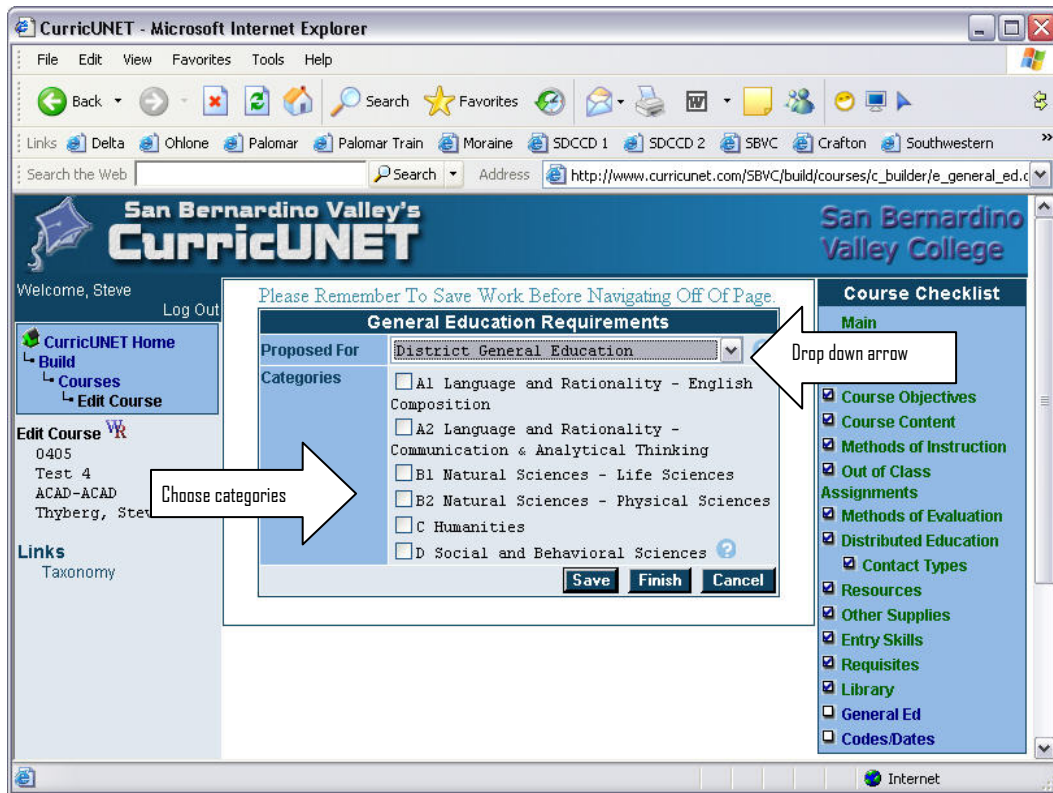 CurricUNET - Microsoft Internet Explorer
File Edit View Favorites Tools Help
Back Search Favorites
Links Delta Ohlone Palomar Palomar Train Moraine SDCCD 1 SDCCD 2 SBVC Crafton Southwestern »
Search the Web Search Address http://www.curricunet.com/SBVC/build/courses/c_builder/e_general_ed.c
San Bernardino Valley's
CurricUNET
San Bernardino
Valley College
Welcome, Steve
Log Out
CurricUNET Home
Build
Courses
Edit Course
Edit Course WR
0405
Test 4
ACAD-ACAD
Thyberg, Stev
Links
Taxonomy
Please Remember To Save Work Before Navigating Off Of Page.
General Education Requirements
Proposed For District General Education
Drop down arrow
Categories
A1 Language and Rationality - English
Composition
A2 Language and Rationality -
Communication & Analytical Thinking
B1 Natural Sciences - Life Sciences
B2 Natural Sciences - Physical Sciences
C Humanities
D Social and Behavioral Sciences ?
Choose categories
Save Finish Cancel
Course Checklist
Main
Course Objectives
Course Content
Methods of Instruction
Out of Class
Assignments
Methods of Evaluation
Distributed Education
Contact Types
Resources
Other Supplies
Entry Skills
Requisites
Library
General Ed
Codes/Dates
Internet